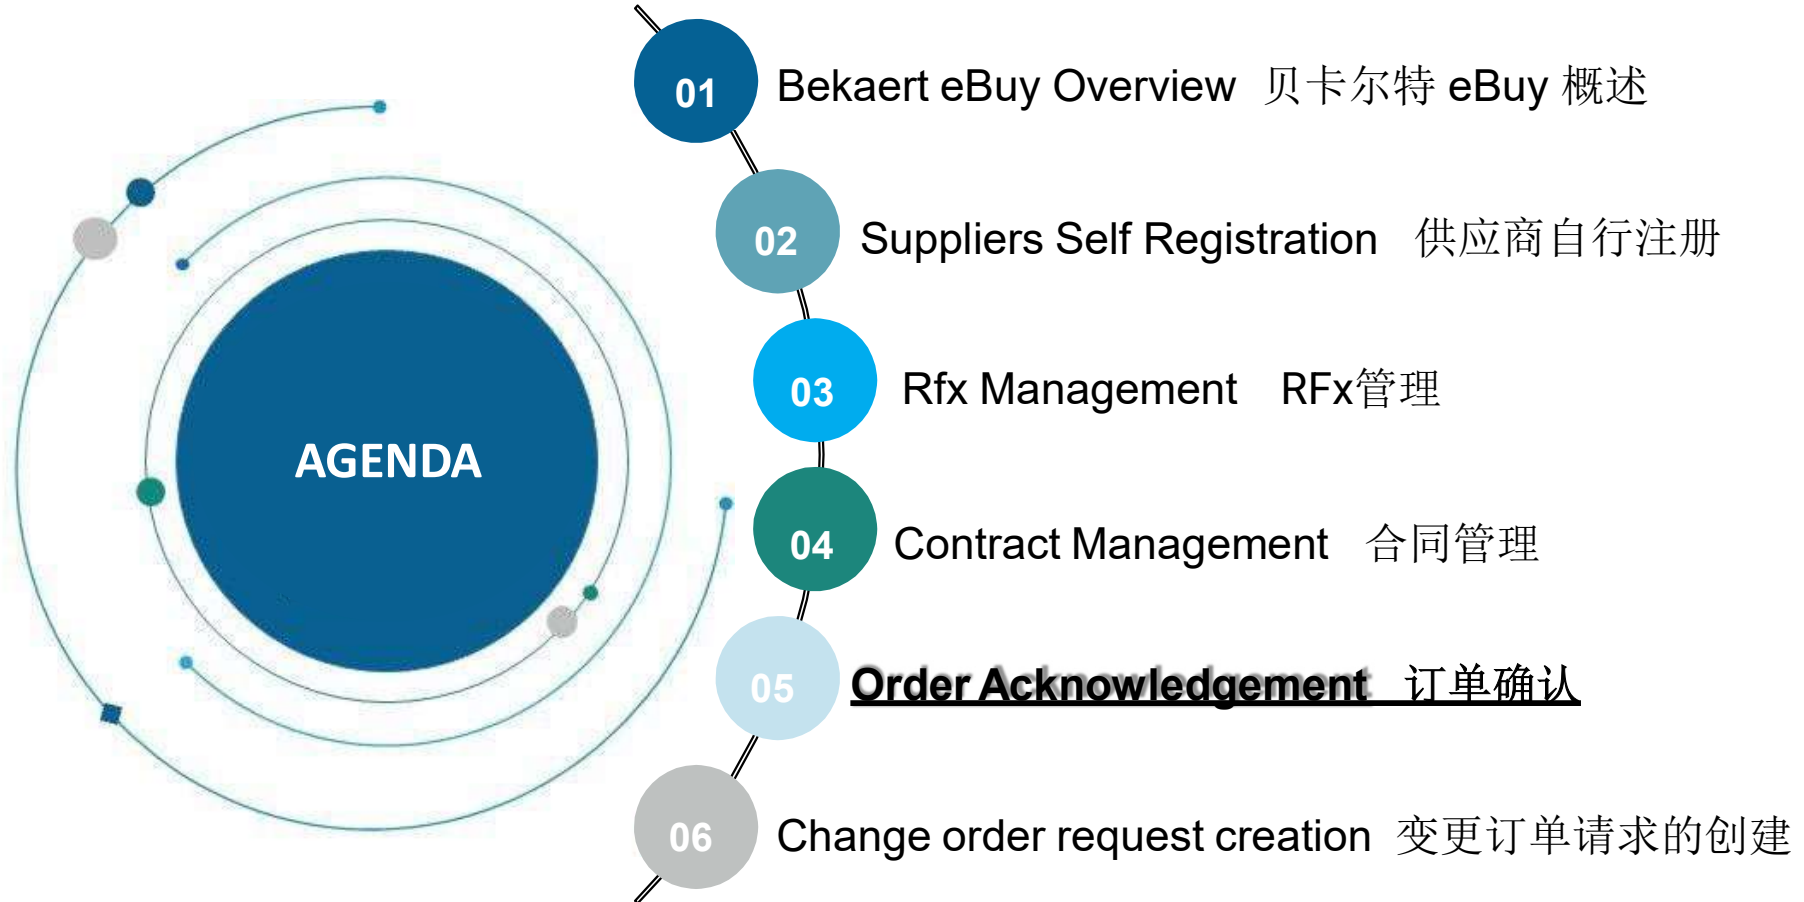 AGENDA
01 Bekaert eBuy Overview 贝卡尔特 eBuy 概述
02 Suppliers Self Registration 供应商自行注册
03 Rfx Management RFx管理
04 Contract Management 合同管理
05 Order Acknowledgement 订单确认
06 Change order request creation 变更订单请求的创建